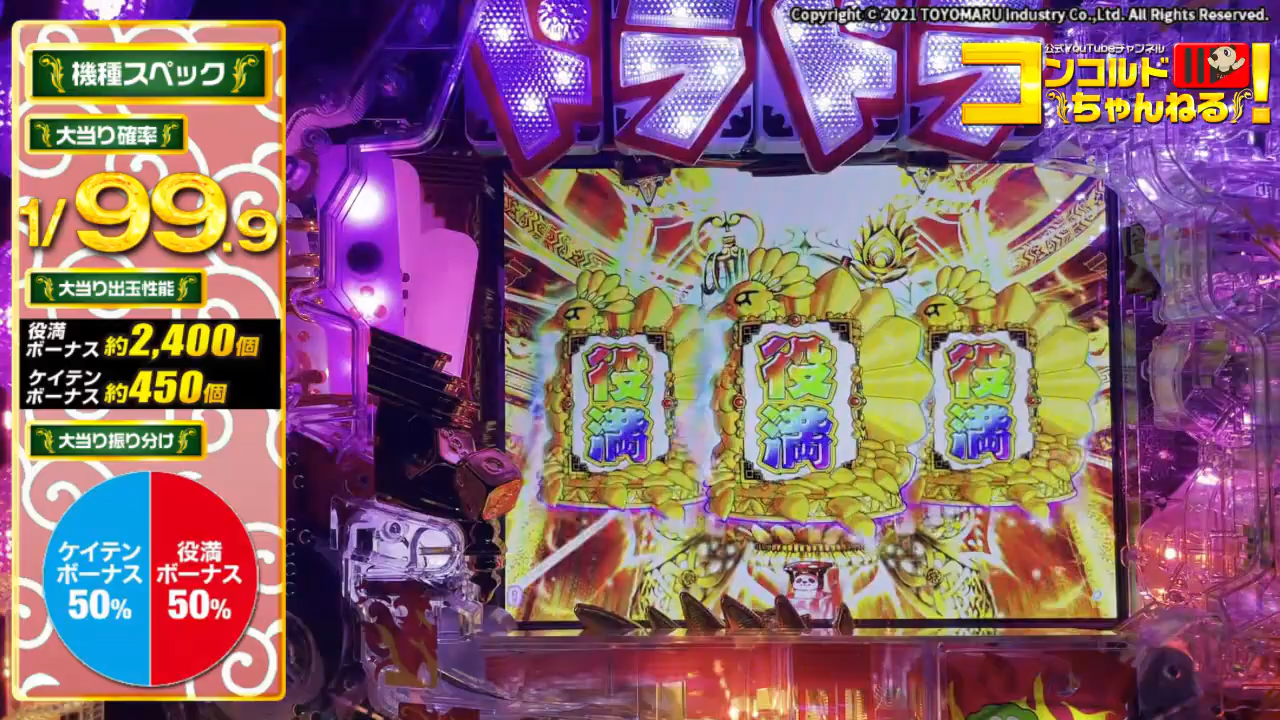 Copyright © 2021 TOYOMARU Industry Co.,Ltd. All Rights Reserved.
公式YouTubeチャンネル
コンコルド
ちゃんねる!
ドラドラ
機種スペック
大当り確率
1/99.9
大当り出玉性能
役満
ボーナス 約2,400個
ケイテン
ボーナス 約450個
大当り振り分け
ケイテン
ボーナス
50%
役満
ボーナス
50%
役満
役満
役満